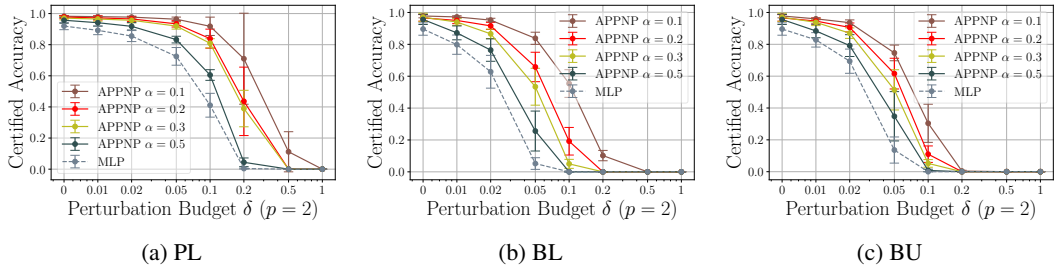 Certified Accuracy
1.0
0.8
0.6
0.4
0.2
0.0
APPNP α = 0.1
APPNP α = 0.2
APPNP α = 0.3
APPNP α = 0.5
MLP
0 0.01 0.02 0.05 0.1 0.2 0.5 1
Perturbation Budget δ (p = 2)
(a) PL
Certified Accuracy
1.0
0.8
0.6
0.4
0.2
0.0
APPNP α = 0.1
APPNP α = 0.2
APPNP α = 0.3
APPNP α = 0.5
MLP
0 0.01 0.02 0.05 0.1 0.2 0.5 1
Perturbation Budget δ (p = 2)
(b) BL
Certified Accuracy
1.0
0.8
0.6
0.4
0.2
0.0
APPNP α = 0.1
APPNP α = 0.2
APPNP α = 0.3
APPNP α = 0.5
MLP
0 0.01 0.02 0.05 0.1 0.2 0.5 1
Perturbation Budget δ (p = 2)
(c) BU